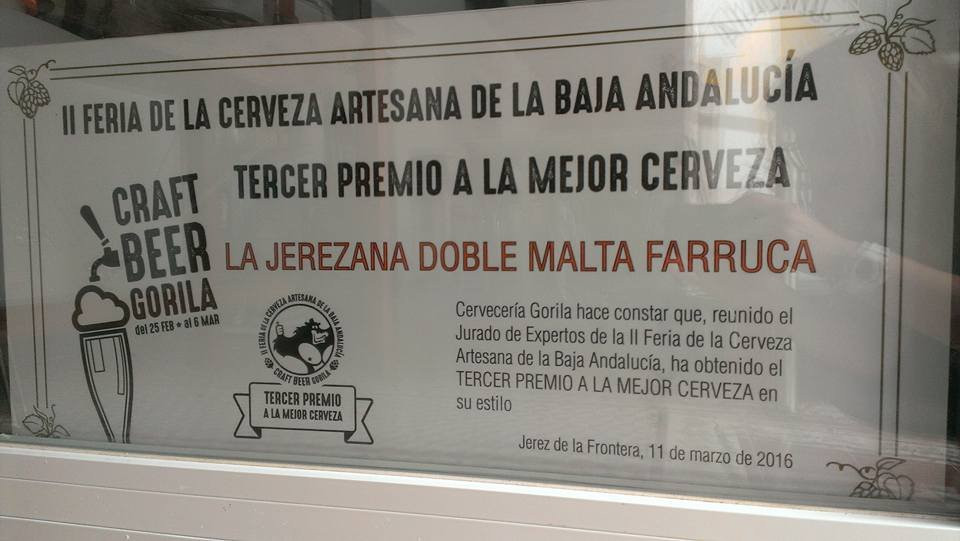 II FERIA DE LA CERVEZA ARTESANA DE LA BAJA ANDALUCÍA
TERCER PREMIO A LA MEJOR CERVEZA
CRAFT
BEER
GORILA
del 25 FEB * al 6 MAR
LA JEREZANA DOBLE MALTA FARRUCA
II FERIA DE LA CERVEZA ARTESANA DE LA BAJA ANDALUCÍA
CRAFT BEER GORILA
TERCER PREMIO
A LA MEJOR CERVEZA
Cervecería Gorila hace constar que, reunido el
Jurado de Expertos de la II Feria de la Cerveza
Artesana de la Baja Andalucía, ha obtenido el
TERCER PREMIO A LA MEJOR CERVEZA en
su estilo
Jerez de la Frontera, 11 de marzo de 2016